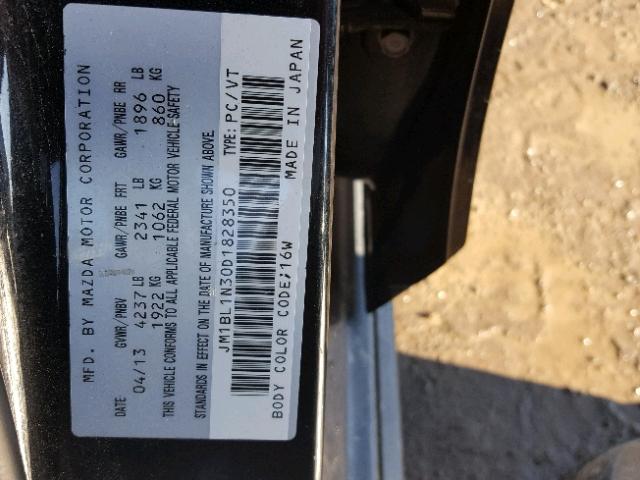 MFD. BY MAZDA MOTOR CORPORATION
DATE GVWR/PNBV GAWR/PNBE FRT GAWR/PNBE RR
04/13 4237 LB 2341 LB 1896 LB
1922 KG 1062 KG 860 KG
THIS VEHICLE CONFORMS TO ALL APPLICABLE FEDERAL MOTOR VEHICLE SAFETY
STANDARDS IN EFFECT ON THE DATE OF MANUFACTURE SHOWN ABOVE
JM1BL1N30D1828350 TYPE: PC/VT
BODY COLOR CODE:16W MADE IN JAPAN